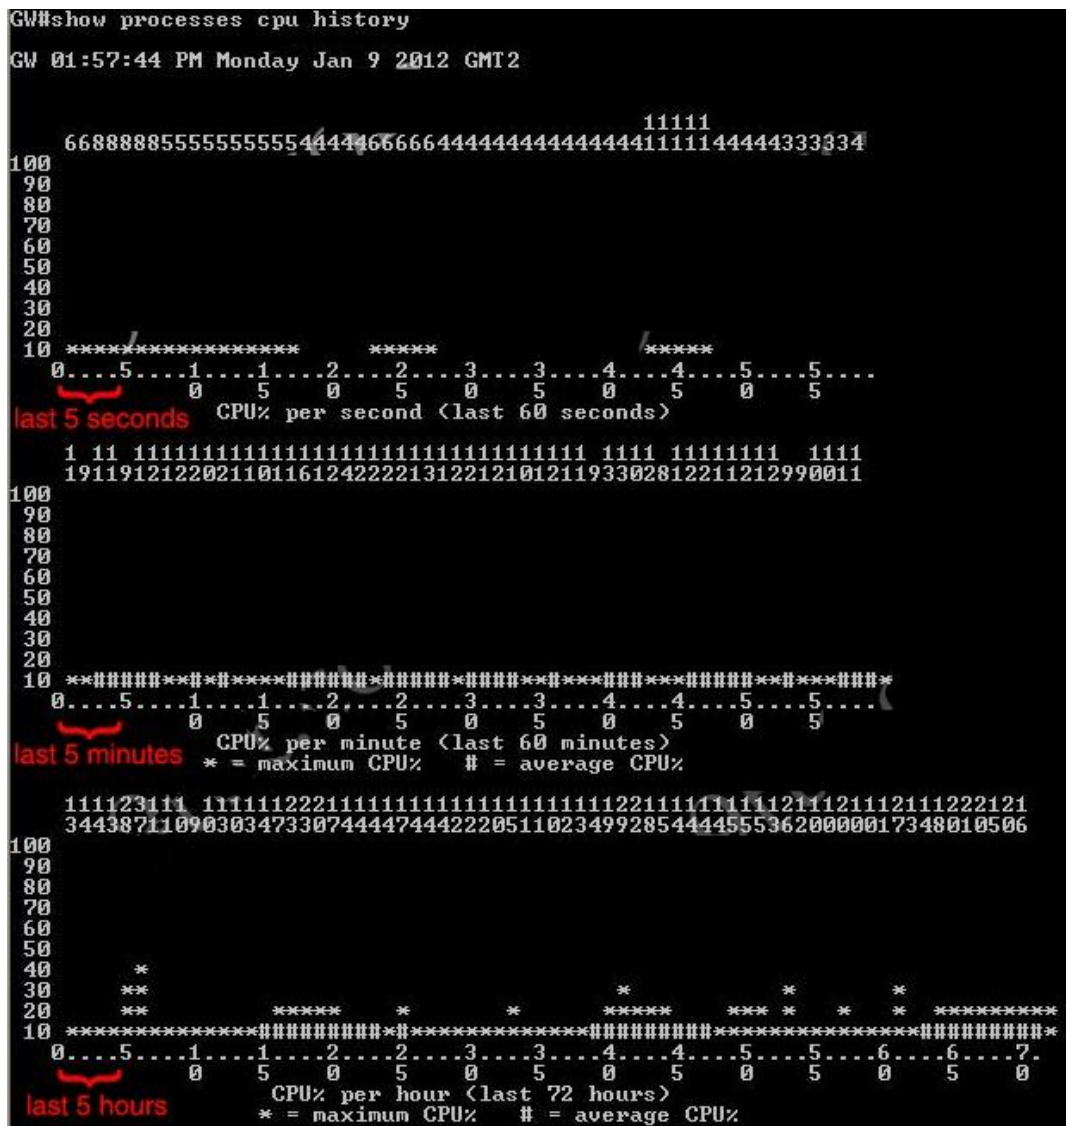 GW#show processes cpu history
GW 01:57:44 PM Monday Jan 9 2012 GMT2
11111
6688888555555555544444666664444444444444441111144444333334
100
90
80
70
60
50
40
30
20
10 ***************** ***** *****
0....5....1....1....2....2....3....3....4....4....5....5....
0 5 0 5 0 5 0 5 0 5
last 5 seconds
CPU% per second (last 60 seconds)
1 11 111111111111111111111111111111111 1111 11111111  1111
1911912122021101161242222131221210121193302812211212990011
100
90
80
70
60
50
40
30
20
10 **#####**#*#****######*#####*####**#***###***#####**#***###*
0....5....1....1....2....2....3....3....4....4....5....5....
0 5 0 5 0 5 0 5 0 5
last 5 minutes
CPU% per minute (last 60 minutes)
* = maximum CPU% # = average CPU%
111123111 111111222111111111111111111111221111111111211121112111222121
3443871109030347330744447444222051102349928544445553620000017348010506
100
90
80
70
60
50
40 *
30 ** * * *
20 ** ***** * * ***** *** * * * *********
10 **************#########*#*************#########***************#########*
0....5....1....1....2....2....3....3....4....4....5....5....6....6....7.
0 5 0 5 0 5 0 5 0 5 0 5 0
last 5 hours
CPU% per hour (last 72 hours)
* = maximum CPU% # = average CPU%